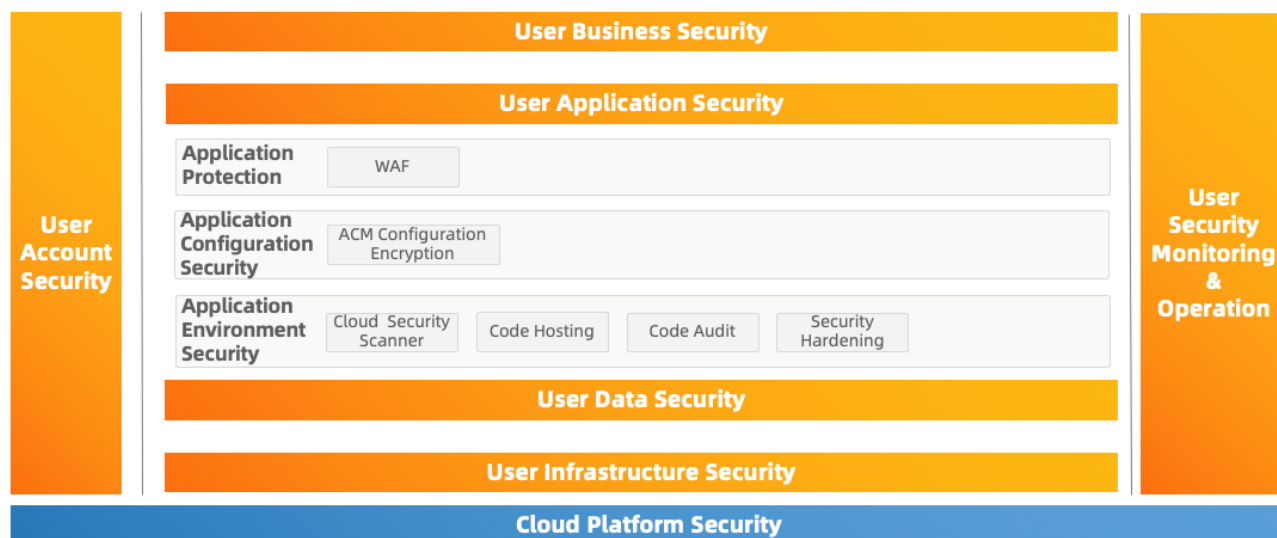 User
Account
Security
User Business Security
User Application Security
Application
Protection
WAF
Application
Configuration
Security
ACM Configuration
Encryption
Application
Environment
Security
Cloud Security
Scanner
Code Hosting
Code Audit
Security
Hardening
User Data Security
User Infrastructure Security
User
Security
Monitoring
&
Operation
Cloud Platform Security